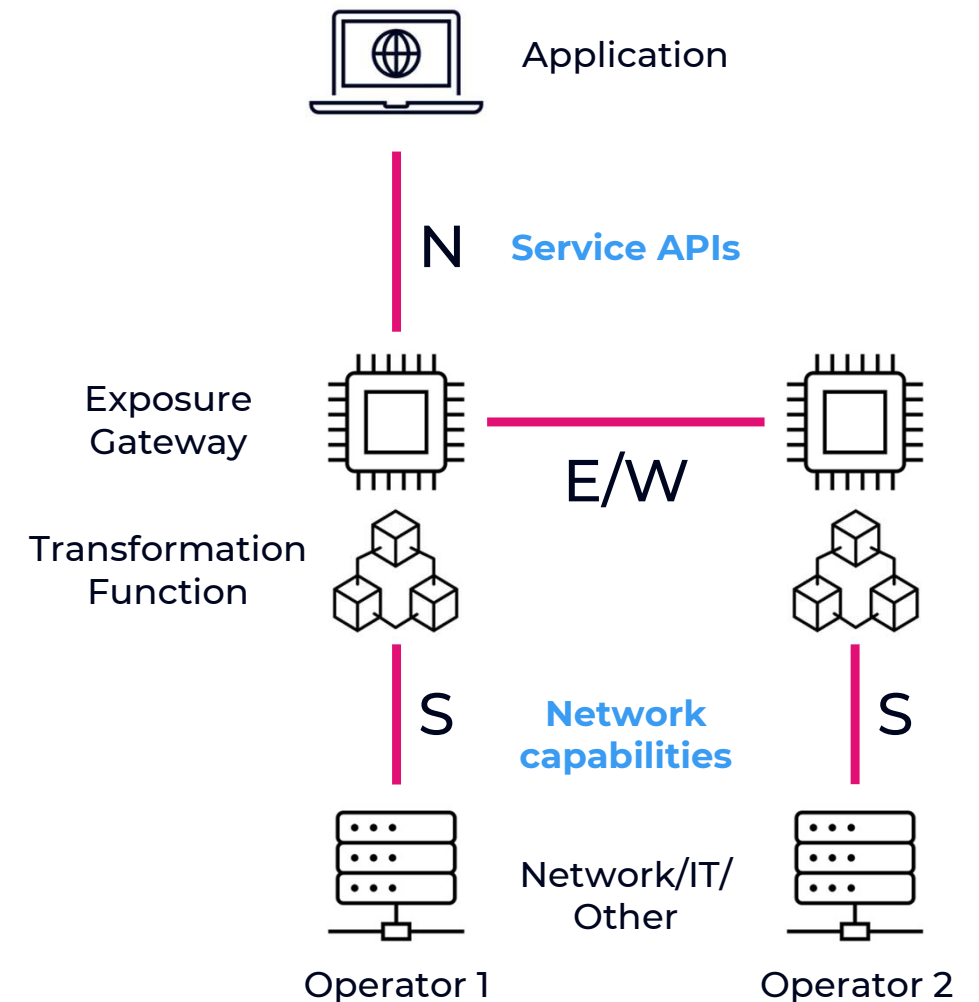 Application
N
Service APIs
Exposure
Gateway
E/W
Transformation
Function
S
Network
capabilities
S
Network/IT/
Other
Operator 1
Operator 2